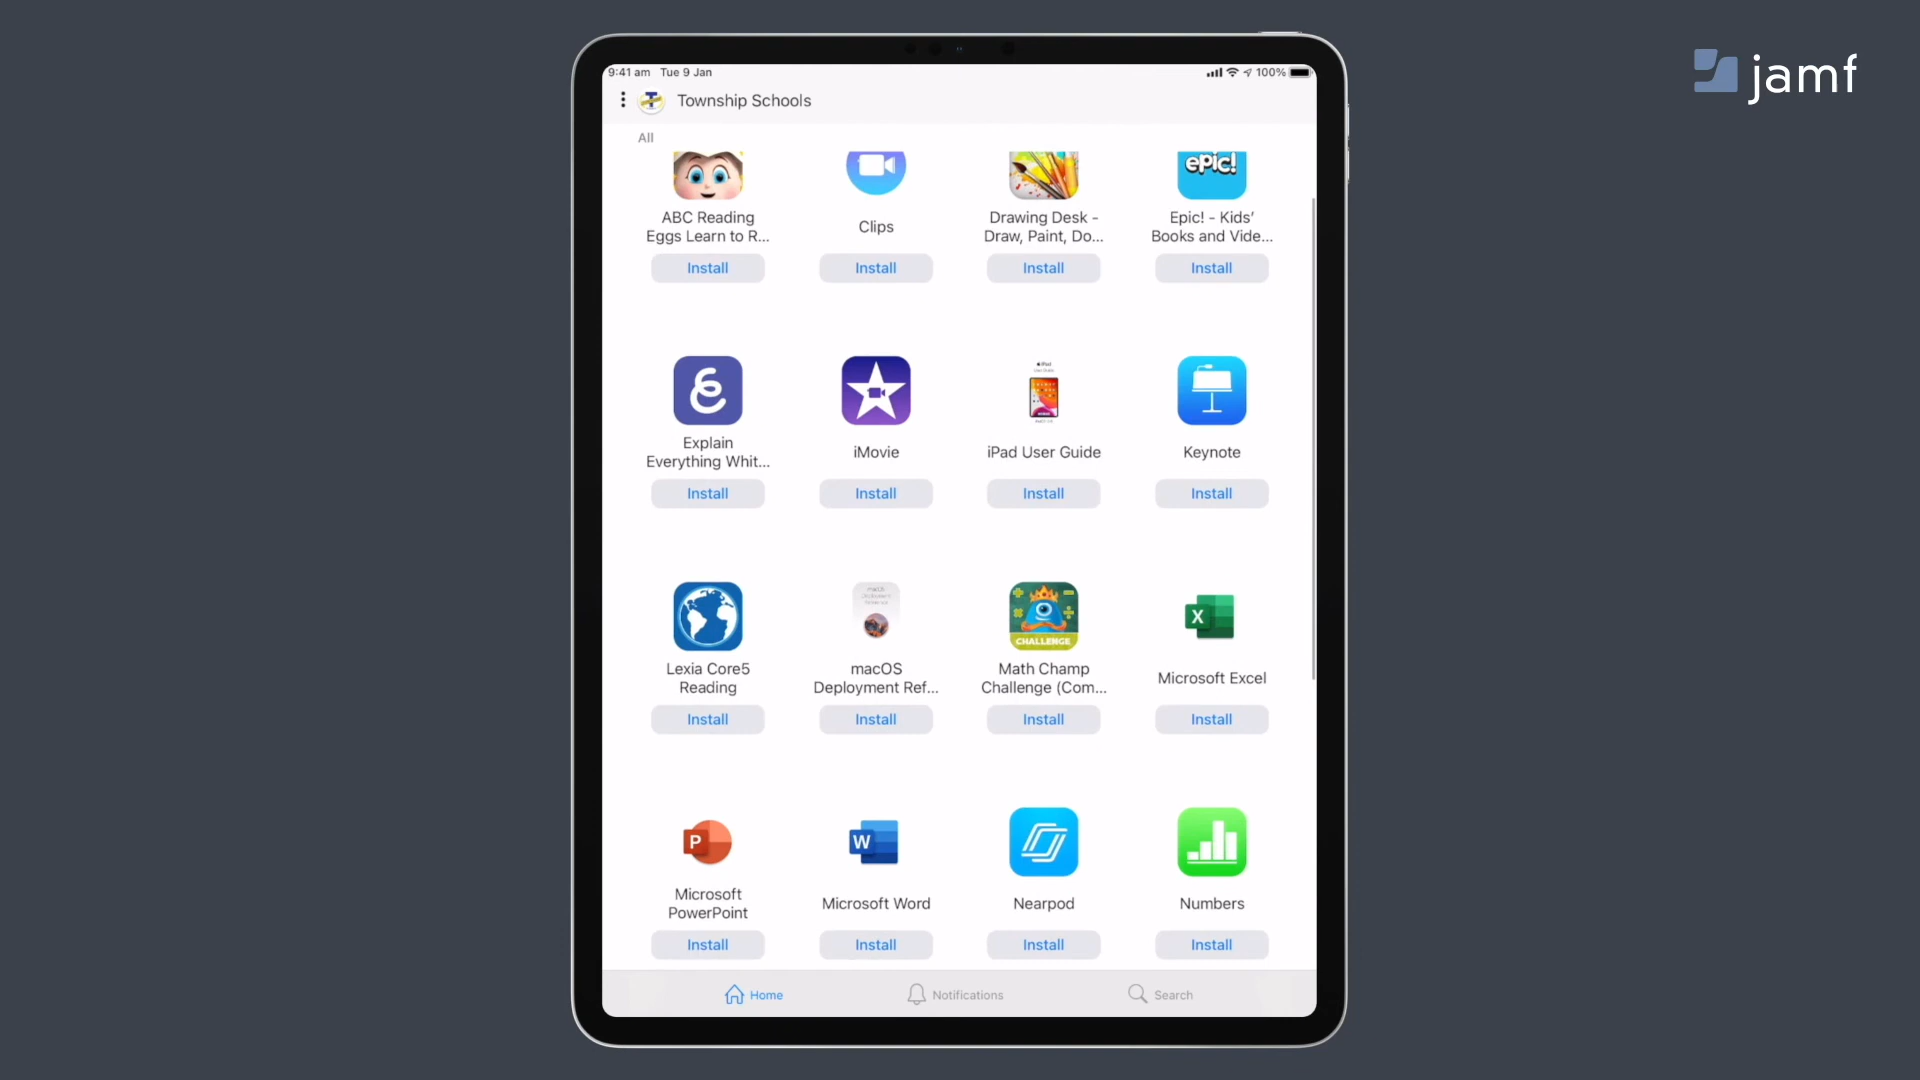 jamf
9:41 am Tue 9 Jan
100%
Township Schools
All
epic!
ABC Reading
Eggs Learn to R...
Clips
Drawing Desk -
Draw, Paint, Do...
Epic! - Kids’
Books and Vide...
Install
Install
Install
Install
Explain
Everything Whit...
iMovie
iPad User Guide
Keynote
Install
Install
Install
Install
CHALLENGE
X
Lexia Core5
Reading
macOS
Deployment Ref...
Math Champ
Challenge (Com...
Microsoft Excel
Install
Install
Install
Install
P
W
Microsoft
PowerPoint
Microsoft Word
Nearpod
Numbers
Install
Install
Install
Install
Home
Notifications
Search